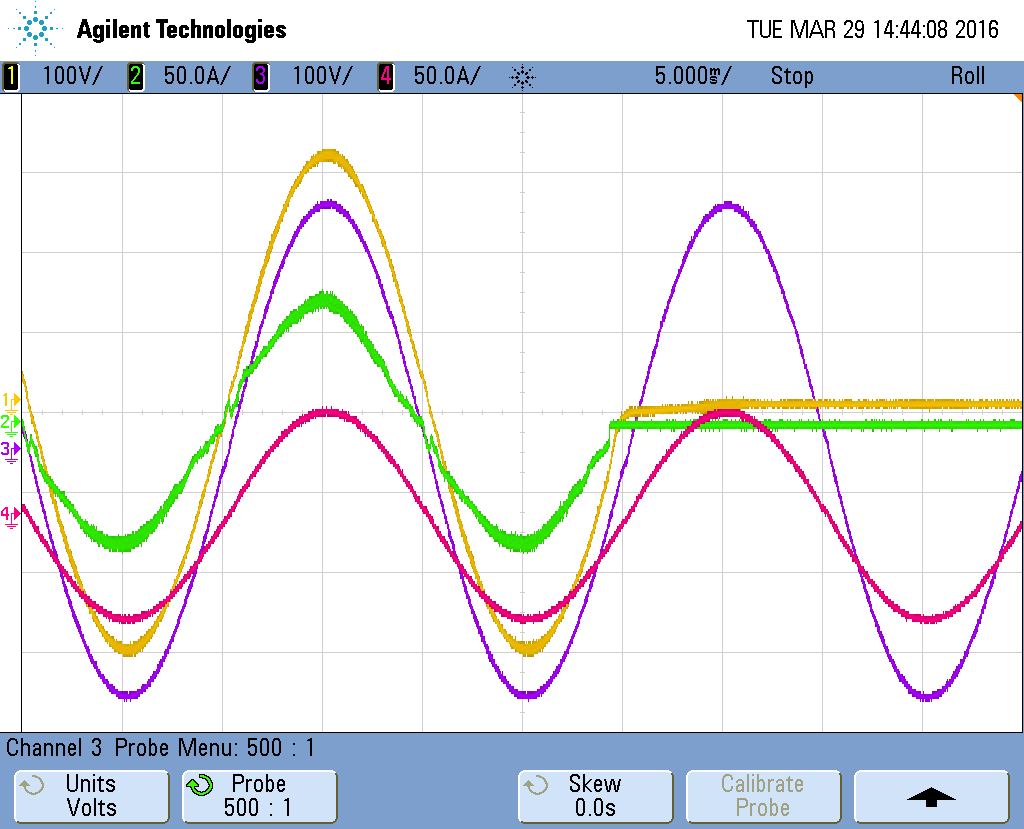 Agilent Technologies TUE MAR 29 14:44:08 2016
1 100V/ 2 50.0A/ 3 100V/ 4 50.0A/ 5.000ms/ Stop Roll
1
2
3
4
Channel 3 Probe Menu: 500 : 1
Units Probe Skew Calibrate
Volts 500 : 1 0.0s Probe